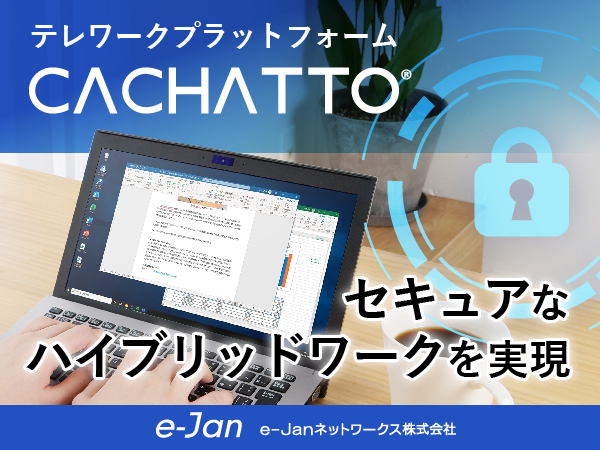 テレワークプラットフォーム
CACHATTO®
セキュアな
ハイブリッドワークを実現
e-Jan e-Janネットワークス株式会社